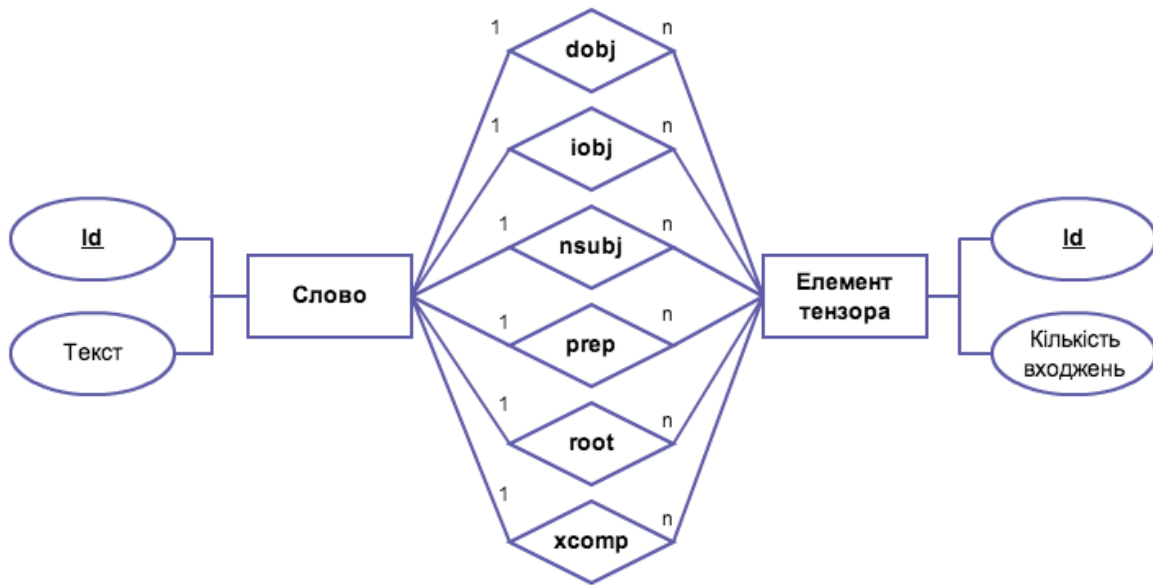 1
dobj
n
1
iobj
n
Id
Текст
Слово
1
nsubj
n
1
prep
n
Елемент
тензора
Id
Кількість
входжень
1
root
n
1
xcomp
n